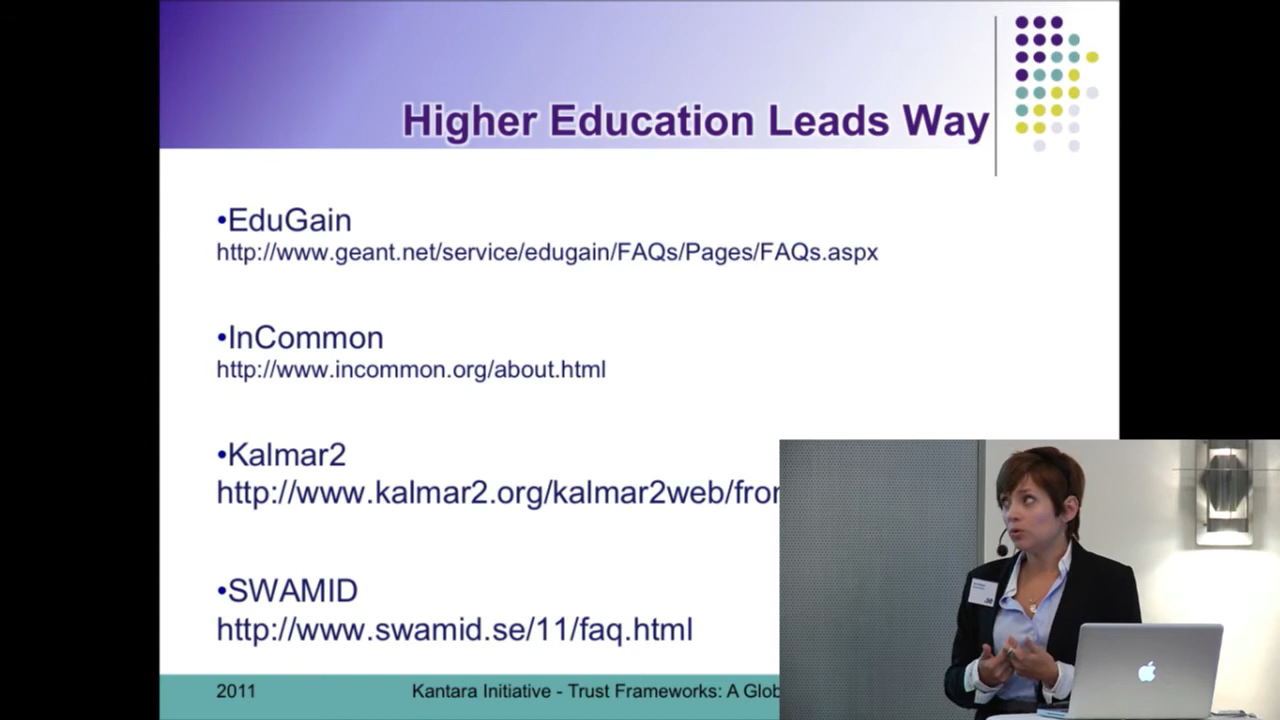 Higher Education Leads Way
•EduGain
http://www.geant.net/service/edugain/FAQs/Pages/FAQs.aspx
•InCommon
http://www.incommon.org/about.html
•Kalmar2
http://www.kalmar2.org/kalmar2web/fron
•SWAMID
http://www.swamid.se/11/faq.html
2011
Kantara Initiative - Trust Frameworks: A Glob